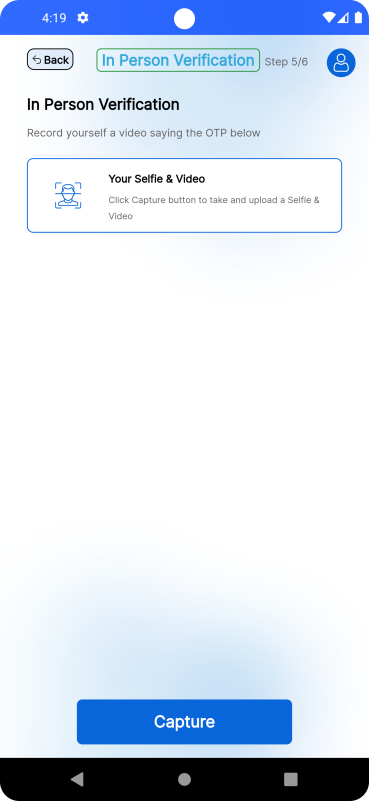 4:19
Back
In Person Verification
Step 5/6
In Person Verification
Record yourself a video saying the OTP below
Your Selfie & Video
Click Capture button to take and upload a Selfie &
Video
Capture